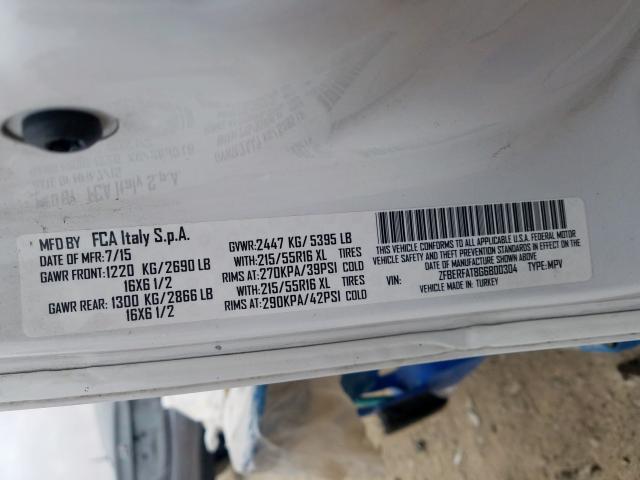 MFD BY FCA Italy S.p.A.
DATE OF MFR:7/15
GAWR FRONT:1220 KG/2690 LB
16X6 1/2
GAWR REAR: 1300 KG/2866 LB
16X6 1/2
GVWR:2447 KG/ 5395 LB
WITH:215/55R16 XL TIRES
RIMS AT:270KPA/39PSI COLD
WITH:215/55R16 XL TIRES
RIMS AT:290KPA/42PSI COLD
THIS VEHICLE CONFORMS TO ALL APPLICABLE U.S.A. FEDERAL MOTOR
VEHICLE SAFETY AND THEFT PREVENTION STANDARDS IN EFFECT ON
THE DATE OF MANUFACTURE SHOWN ABOVE.
VIN: ZFBERFAT8G6B00304 TYPE:MPV
VEHICLE MADE IN: TURKEY